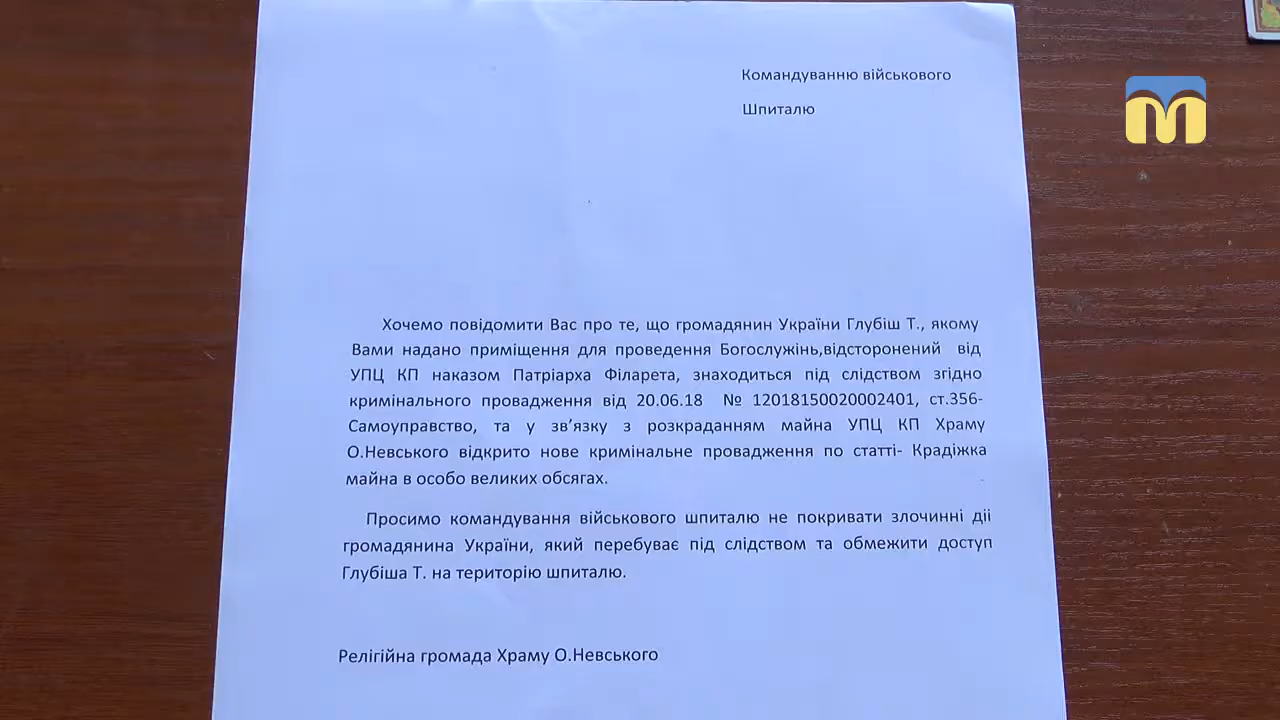 Командуванню військового
Шпиталю
Хочемо повідомити Вас про те, що громадянин України Глубіш Т., якому
Вами надано приміщення для проведення Богослужінь,відсторонений від
УПЦ КП наказом Патріарха Філарета, знаходиться під слідством згідно
кримінального провадження від 20.06.18 № 12018150020002401, ст.356-
Самоуправство, та у зв’язку з розкраданням майна УПЦ КП Храму
О.Невського відкрито нове кримінальне провадження по статті- Крадіжка
майна в особо великих обсягах.
Просимо командування військового шпиталю не покривати злочинні дії
громадянина України, який перебуває під слідством та обмежити доступ
Глубіша Т. на територію шпиталю.
Релігійна громада Храму О.Невського